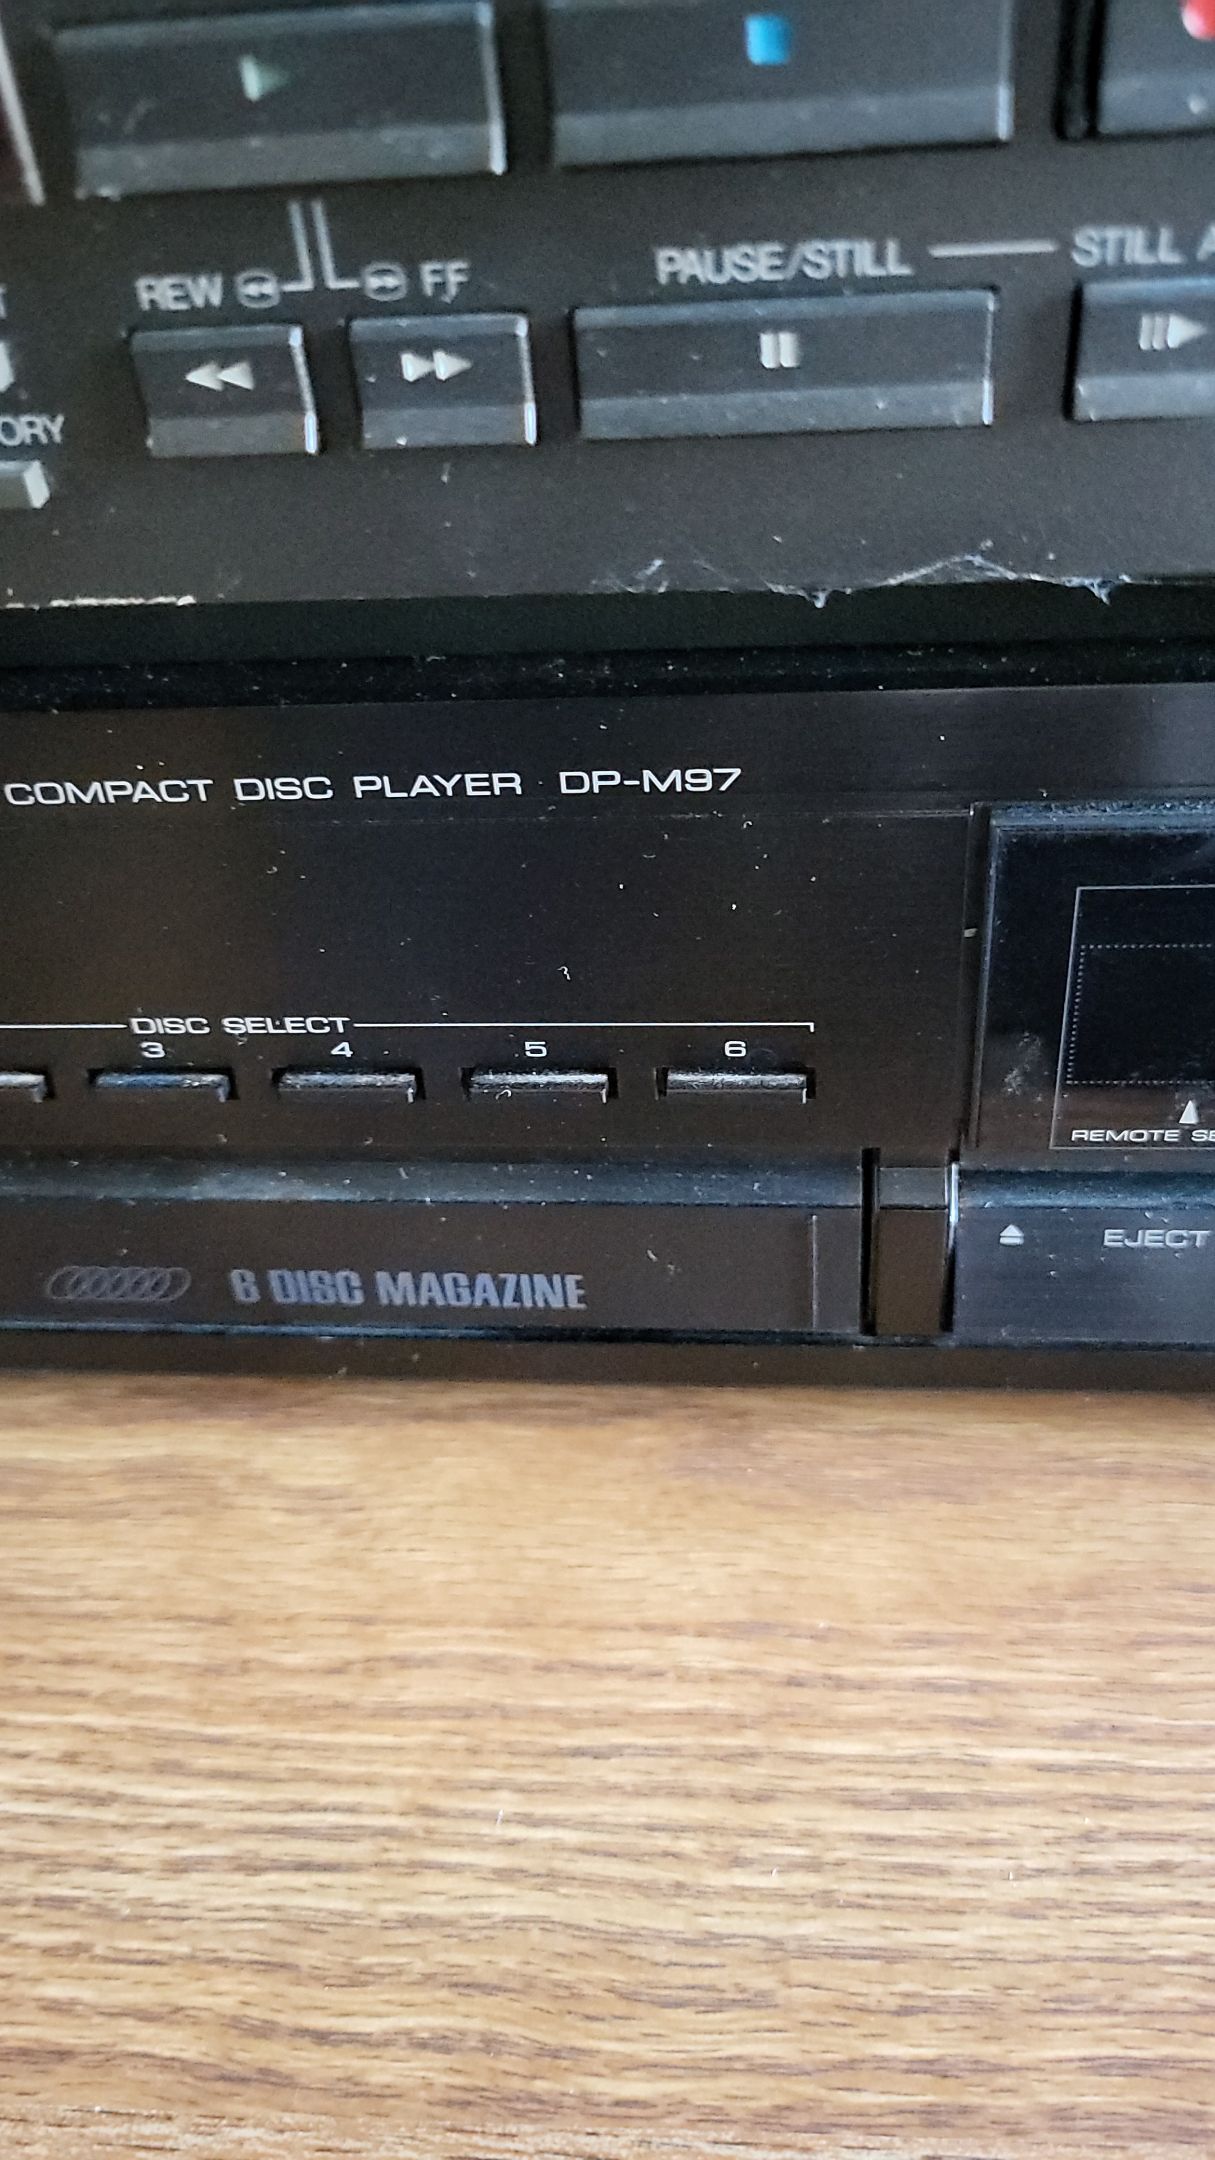 REW FF
PAUSE/STILL STILL
ORY
COMPACT DISC PLAYER DP-M97
DISC SELECT
3 4 5 6
REMOTE
EJECT
6 DISC MAGAZINE